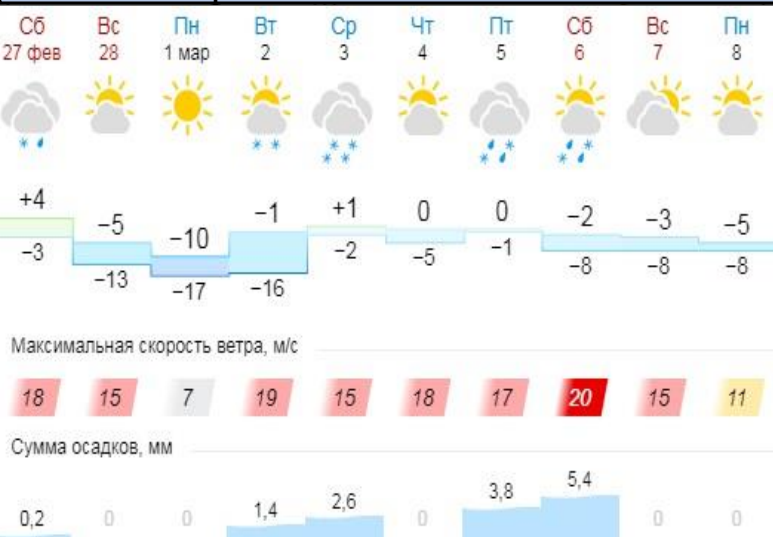 Сб Вс Пн Вт Ср Чт Пт Сб Вс Пн
27 фев 28 1 мар 2 3 4 5 6 7 8
+4 −5 −10 −1 +1 0 0 −2 −3 −5
−3 −13 −17 −16 −2 −5 −1 −8 −8 −8
Максимальная скорость ветра, м/с
18 15 7 19 15 18 17 20 15 11
Сумма осадков, мм
0,2 0 0 1,4 2,6 0 3,8 5,4 0 0